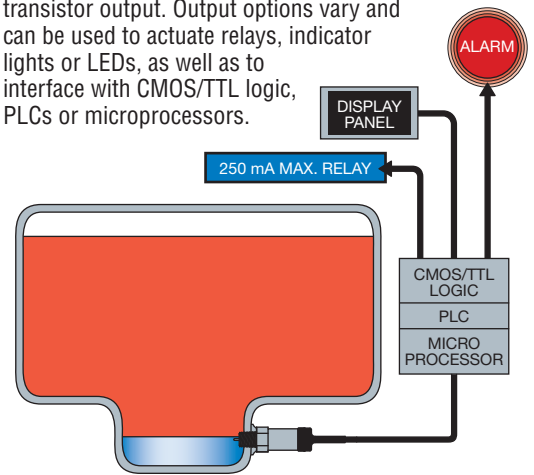 transistor output. Output options vary and
can be used to actuate relays, indicator
lights or LEDs, as well as to
interface with CMOS/TTL logic,
PLCs or microprocessors.
ALARM
DISPLAY
PANEL
250 mA MAX. RELAY
CMOS/TTL
LOGIC
PLC
MICRO
PROCESSOR